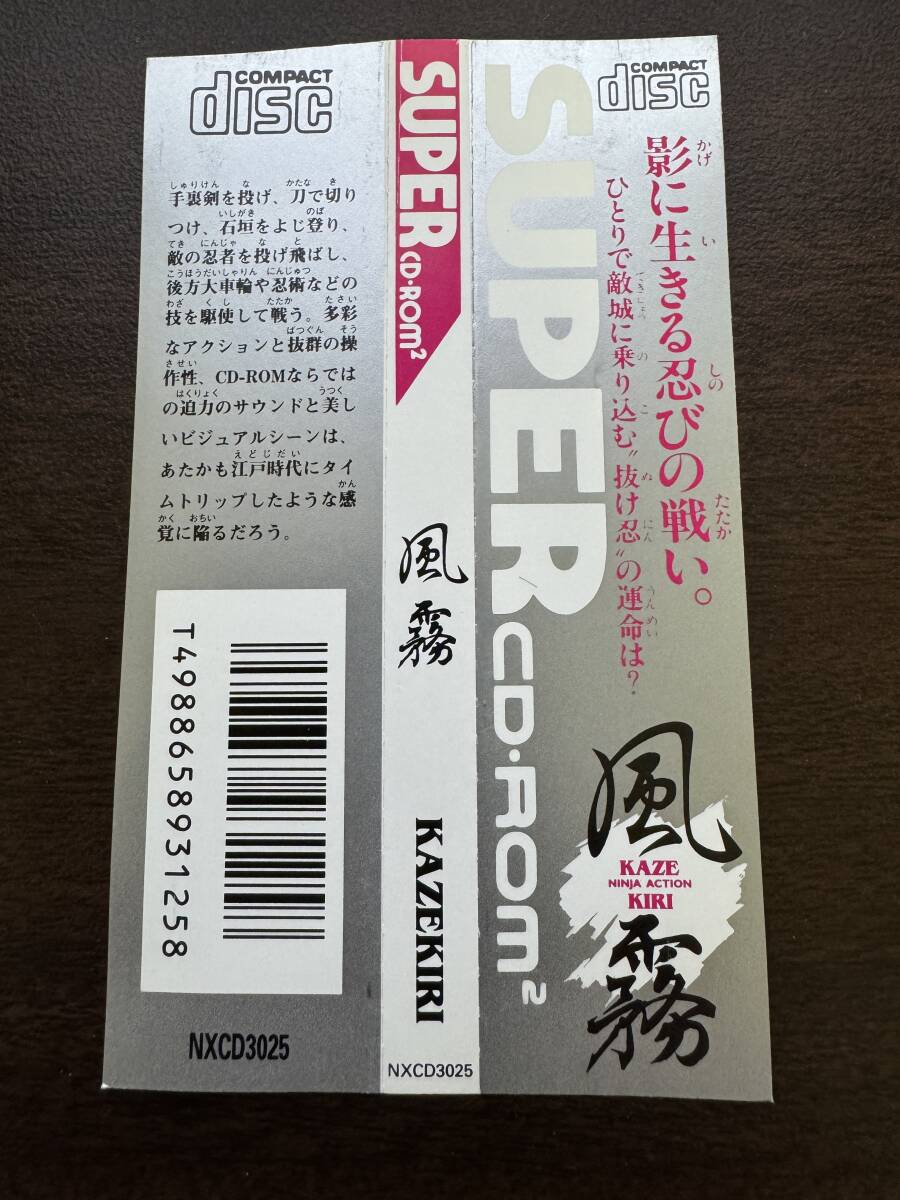 COMPACT
disc
手裏剣を投げ、刀で切り
つけ、石垣をよじ登り、
敵の忍者を投げ飛ばし、
後方大車輪や忍術などの
技を駆使して戦う。多彩
なアクションと抜群の操
作性、CD-ROMならでは
の迫力のサウンドと美し
いビジュアルシーンは、
あたかも江戸時代にタイ
ムトリップしたような感
覚に陥るだろう。
T4988658931258
NXCD3025
SUPER CD·ROM²
風霧
KAZEKIRI
NXCD3025
SUPER CD·ROM²
COMPACT
disc
影に生きる忍びの戦い。
ひとりで敵城に乗り込む"抜け忍"の運命は?
風
KAZE
NINJA ACTION
KIRI
霧